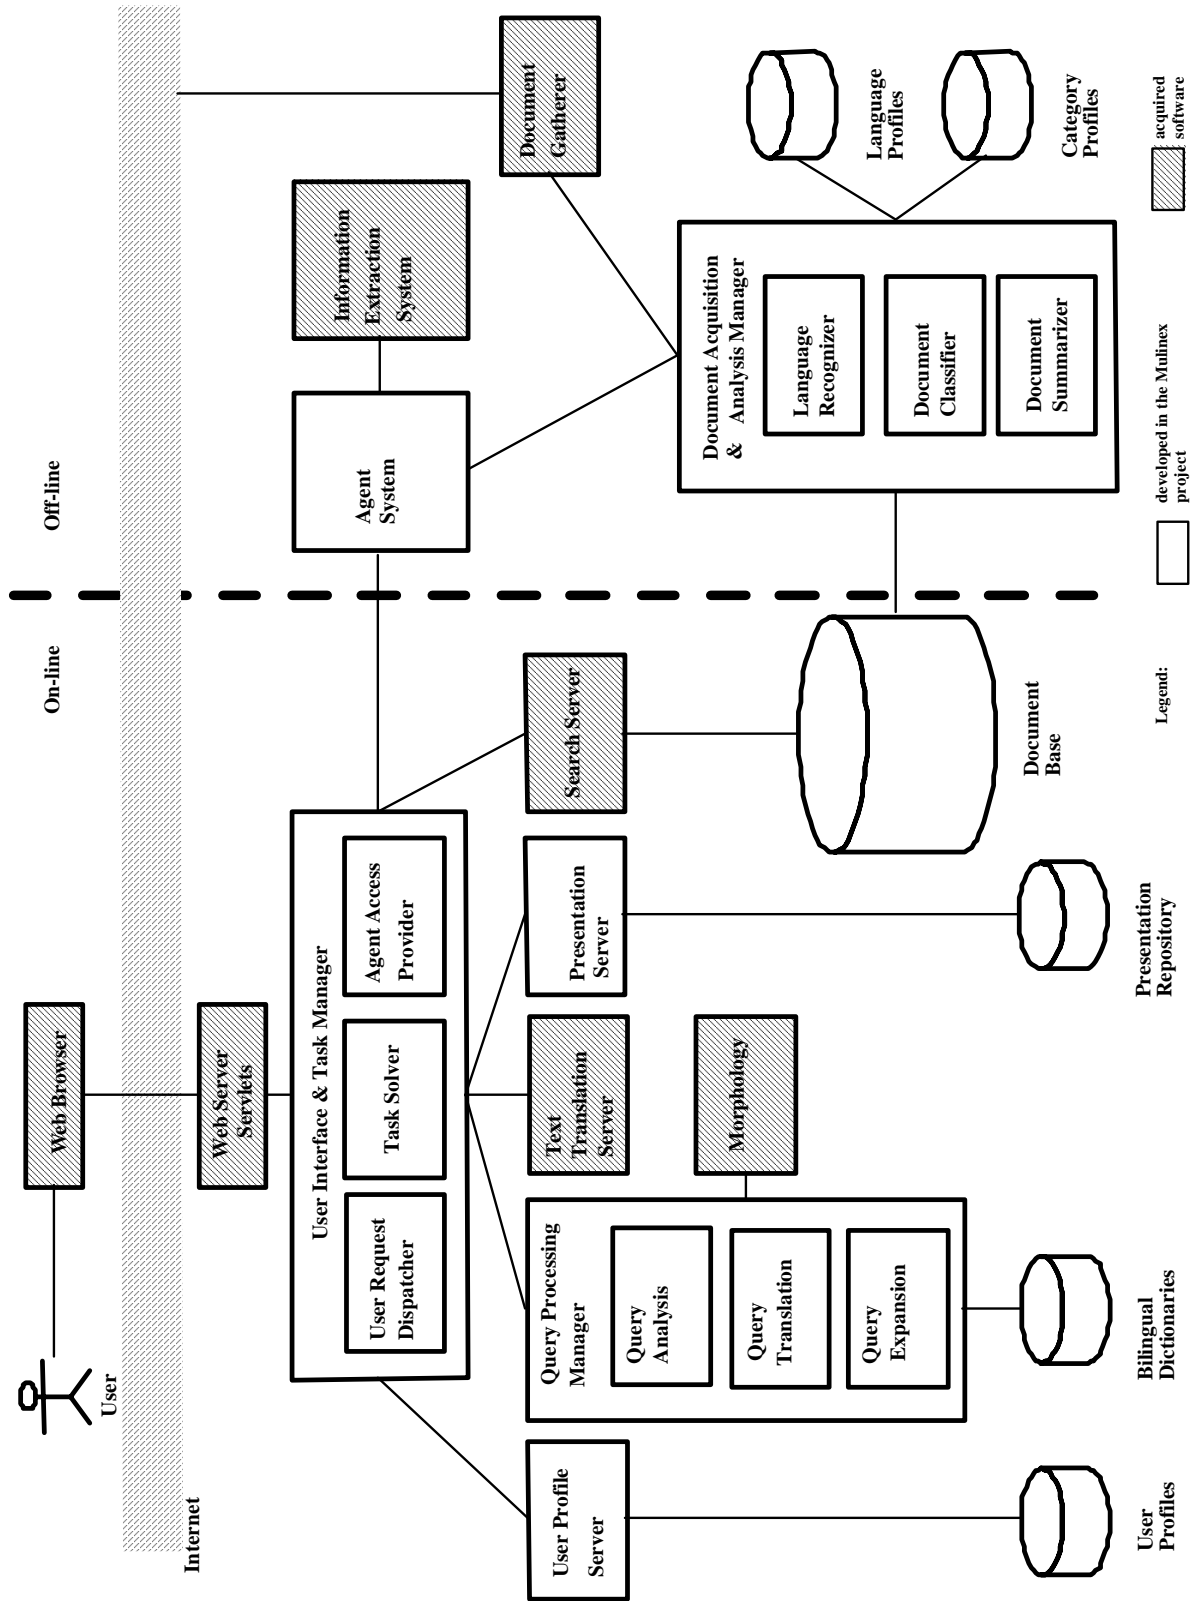 On-line
Off-line
User
Web Browser
Internet
Web Server
Servlets
User Interface & Task Manager
User Request
Dispatcher
Task Solver
Agent Access
Provider
Agent
System
Information
Extraction
System
Document
Gatherer
User Profile
Server
Query Processing
Manager
Query
Analysis
Query
Translation
Query
Expansion
Text
Translation
Server
Morphology
Presentation
Server
Search Server
Document Acquisition
& Analysis Manager
Language
Recognizer
Document
Classifier
Document
Summarizer
Language
Profiles
Category
Profiles
User
Profiles
Bilingual
Dictionaries
Presentation
Repository
Document
Base
Legend:
developed in the Mulinex
project
acquired
software